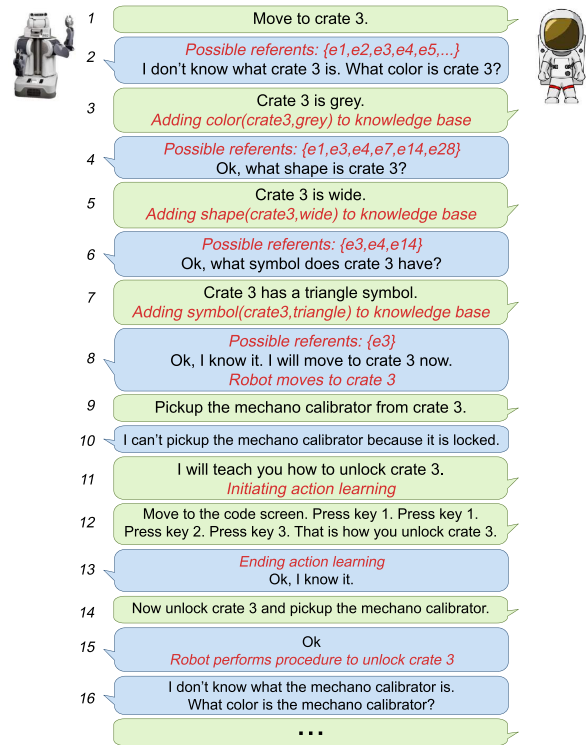 1
Move to crate 3.
2
Possible referents: {e1,e2,e3,e4,e5,...}
I don't know what crate 3 is. What color is crate 3?
3
Crate 3 is grey.
Adding color(crate3,grey) to knowledge base
4
Possible referents: {e1,e3,e4,e7,e14,e28}
Ok, what shape is crate 3?
5
Crate 3 is wide.
Adding shape(crate3,wide) to knowledge base
6
Possible referents: {e3,e4,e14}
Ok, what symbol does crate 3 have?
7
Crate 3 has a triangle symbol.
Adding symbol(crate3,triangle) to knowledge base
8
Possible referents: {e3}
Ok, I know it. I will move to crate 3 now.
Robot moves to crate 3
9
Pickup the mechano calibrator from crate 3.
10
I can't pickup the mechano calibrator because it is locked.
11
I will teach you how to unlock crate 3.
Initiating action learning
12
Move to the code screen. Press key 1. Press key 1.
Press key 2. Press key 3. That is how you unlock crate 3.
13
Ending action learning
Ok, I know it.
14
Now unlock crate 3 and pickup the mechano calibrator.
15
Ok
Robot performs procedure to unlock crate 3
16
I don't know what the mechano calibrator is.
What color is the mechano calibrator?
...